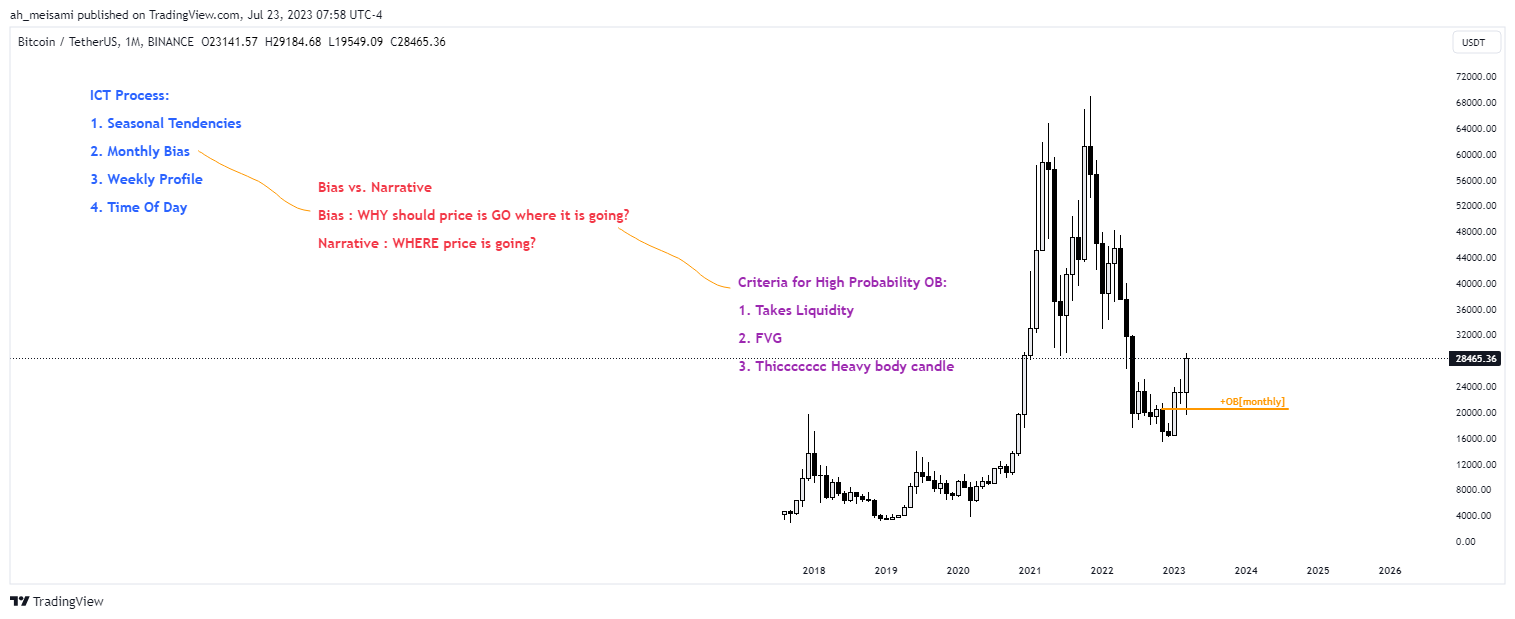 ah_meisami published on TradingView.com, Jul 23, 2023 07:58 UTC-4
Bitcoin / TetherUS, 1M, BINANCE O23141.57 H29184.68 L19549.09 C28465.36
USDT
ICT Process:
1. Seasonal Tendencies
2. Monthly Bias
3. Weekly Profile
4. Time Of Day
Bias vs. Narrative
Bias : WHY should price is GO where it is going?
Narrative : WHERE price is going?
Criteria for High Probability OB:
1. Takes Liquidity
2. FVG
3. Thiccccccc Heavy body candle
+OB[monthly]
72000.00
68000.00
64000.00
60000.00
56000.00
52000.00
48000.00
44000.00
40000.00
36000.00
32000.00
28465.36
24000.00
20000.00
16000.00
12000.00
8000.00
4000.00
0.00
2018 2019 2020 2021 2022 2023 2024 2025 2026
TradingView